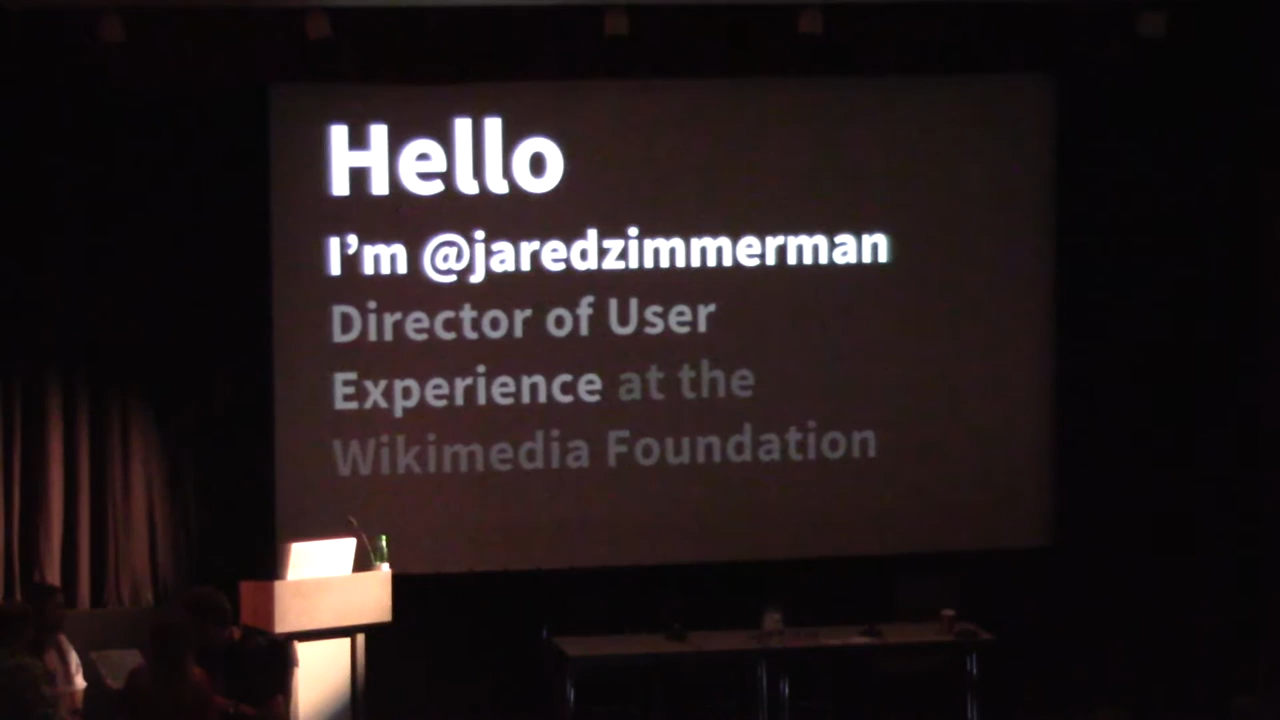 Hello
I’m @jaredzimmerman
Director of User
Experience at the
Wikimedia Foundation